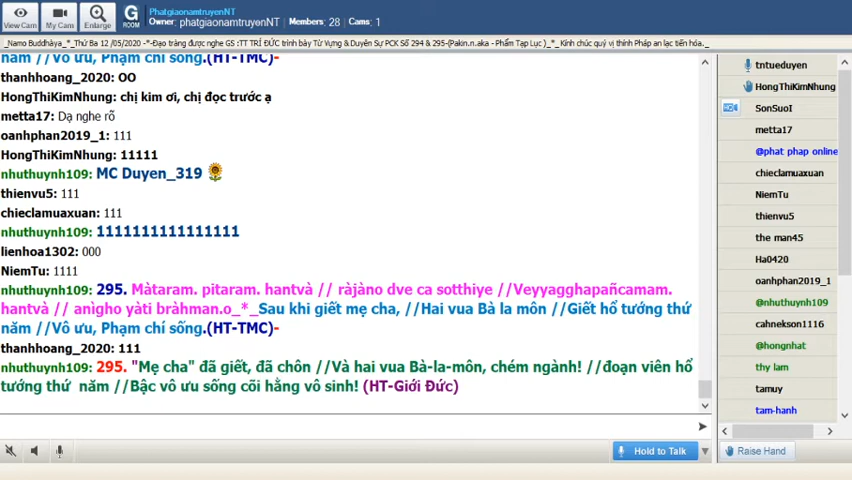 PhatgiaonamtruyenNT
G
ROOM
Owner: phatgiaonamtruyenNT | Members: 28 | Cams: 1
View Cam
My Cam
Enlarge
_Namo Buddhàya_*_Thứ Ba 12 /05/2020 -*-Đạo tràng được nghe GS :TT TRÍ ĐỨC trình bày Từ Vựng &Duyên Sự PCK Số 294 & 295-(Pakin.n.aka - Phẩm Tạp Lục )_*_Kính chúc quý vị thính Pháp an lạc tiến hóa._
năm //Vô ưu, Phạm chí sống.(HT-TMC)-
thanhhoang_2020: OO
HongThiKimNhung: chị kim ơi, chị đọc trước ạ
metta17: Dạ nghe rõ
oanhphan2019_1: 111
HongThiKimNhung: 11111
nhuthuynh109: MC Duyen_319
thienvu5: 111
chieclamuaxuan: 111
nhuthuynh109: 1111111111111111
lienhoa1302: 000
NiemTu: 1111
nhuthuynh109: 295. Màtaram. pitaram. hantvà // ràjàno dve ca sotthiye //Veyyagghapañcamam.
hantvà // anìgho yàti bràhman.o_*_Sau khi giết mẹ cha, //Hai vua Bà la môn //Giết hổ tướng thứ
năm //Vô ưu, Phạm chí sống.(HT-TMC)-
thanhhoang_2020: 111
nhuthuynh109: 295. "Mẹ cha" đã giết, đã chôn //Và hai vua Bà-la-môn, chém ngành! //đoạn viên hổ
tướng thứ năm //Bậc vô ưu sống cõi hằng vô sinh! (HT-Giới Đức)
tntueduyen
HongThiKimNhung
SonSuoI
metta17
@phat phap online
chieclamuaxuan
NiemTu
thienvu5
the man45
Ha0420
oanhphan2019_1
@nhuthuynh109
cahnekson1116
@hongnhat
thy lam
tamuy
tam-hanh
Hold to Talk
Raise Hand